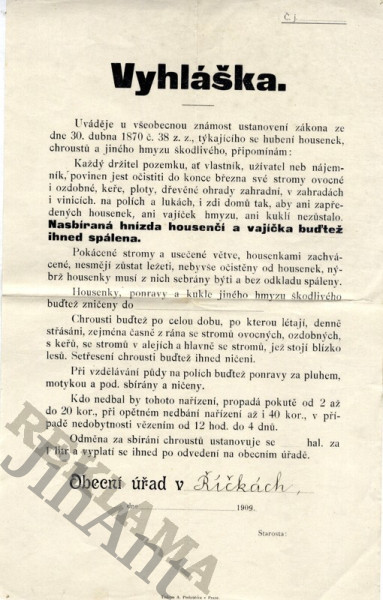 Čj
Vyhláška.
Uváděje u všeobecnou známost ustanovení zákona ze
dne 30. dubna 1870 č. 38 z. z., týkajícího se hubení housenek,
chroustů a jiného hmyzu škodlivého, připomínám:
Každý držitel pozemku, ať vlastník, uživatel neb nájem-
ník, povinen jest očistiti do konce března své stromy ovocné
i ozdobné, keře, ploty, dřevěné ohrady zahradní, v zahradách
i vinicích, na polích a lukách, i zdi domů tak, aby ani zapře-
dených housenek, ani vajíček hmyzu, ani kuklí nezůstalo.
Nasbíraná hnízda housenčí a vajíčka buďtež
ihned spálena.
Pokácené stromy a usečené větve, housenkami zachvá-
cené, nesmějí zůstat ležeti, nebyvše očistěny od housenek, ný-
brž housenky musí z nich sebrány býti a bez odkladu spáleny.
Housenky, ponravy a kukle jiného hmyzu škodlivého
buďtež zničeny do
Chrousti buďtež po celou dobu, po kterou létají, denně
střásáni, zejména časně z rána se stromů ovocných, ozdobných,
s keřů, se stromů v alejích a hlavně se stromů, jež stojí blízko
lesů. Setřesení chrousti buďtež ihned ničeni.
Při vzdělávání půdy na polích buďtež ponravy za pluhem,
motykou a pod. sbírány a ničeny.
Kdo nedbal by tohoto nařízení, propadá pokutě od 2 až
do 20 kor., při opětném nedbání nařízení až i 40 kor., v pří-
padě nedobytnosti vězením od 12 hod. do 4 dnů.
Odměna za sbírání chroustů ustanovuje se hal. za
1 litr a vyplatí se ihned po odvedení na obecním úřadě.
Obecní úřad v Říčkách,
dne 1909.
Starosta:
REKLAMA
JINAnt